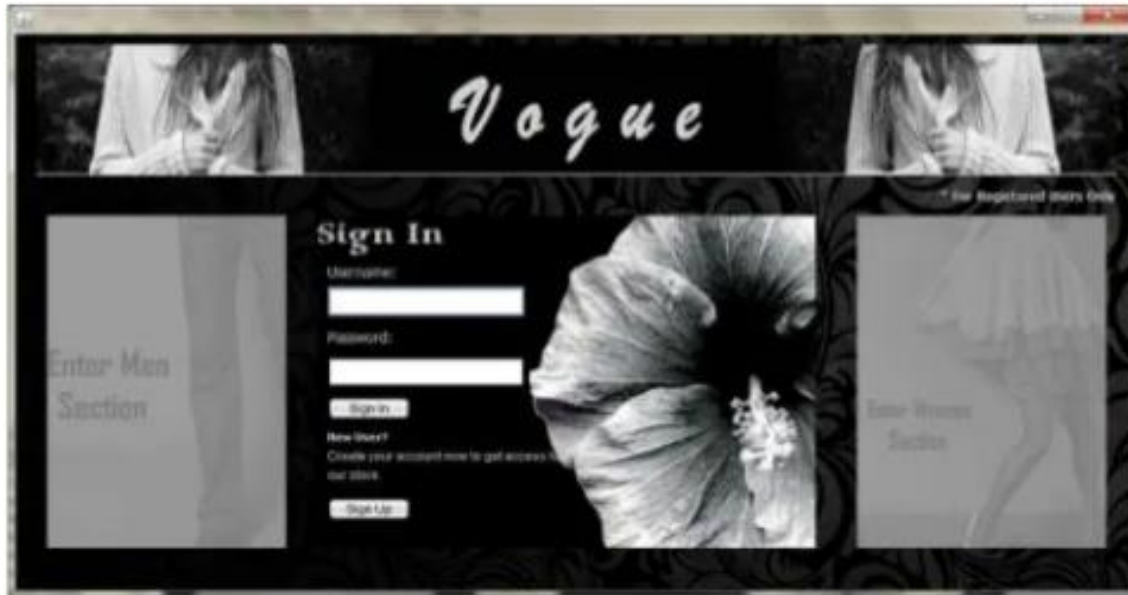 Vogue
* For Registered Users Only
Sign In
Username:
Password:
Sign In
New User?
Create your account now to get access
our store.
Sign Up
Enter Men
Section
Enter Women
Section